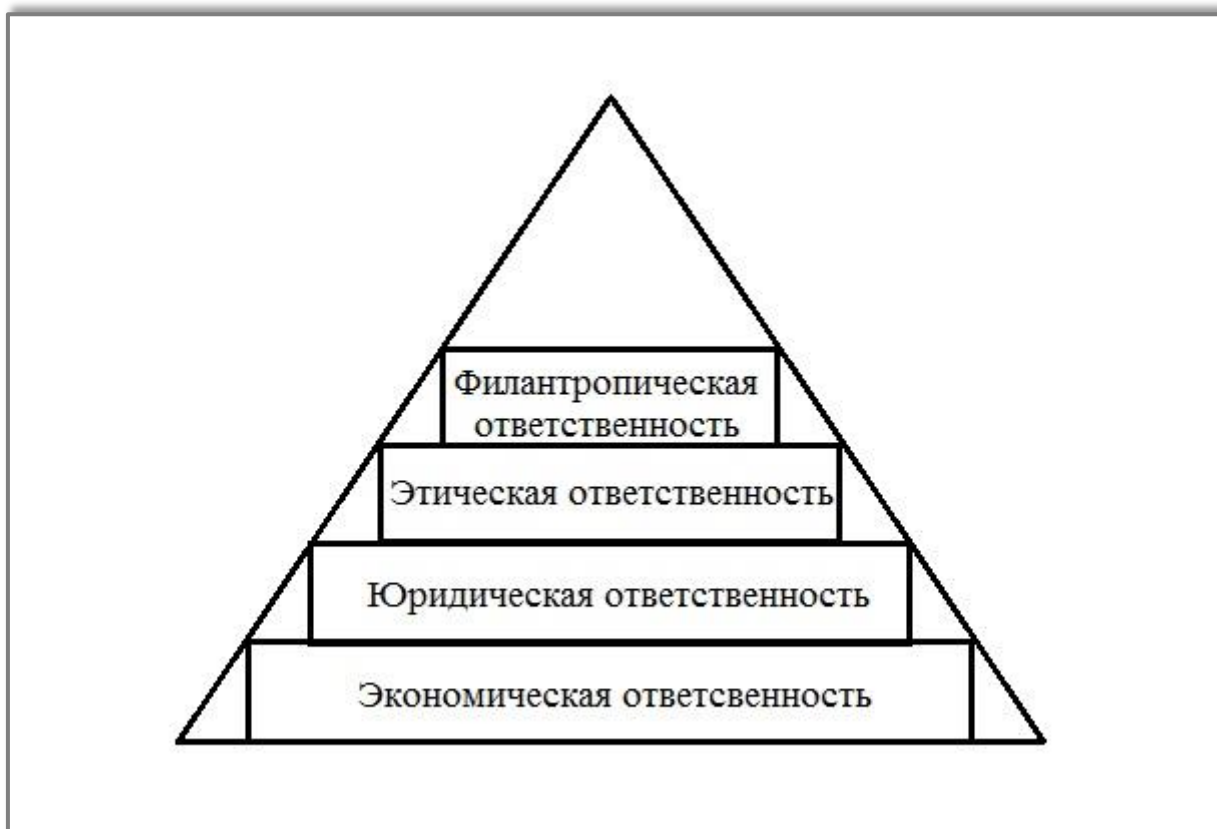 Филантропическая
ответственность
Этическая ответственность
Юридическая ответственность
Экономическая ответсвенность